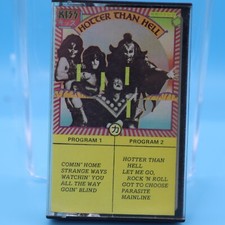 KISS
HOTTER THAN HELL
PROGRAM 1
PROGRAM 2
COMIN' HOME
STRANGE WAYS
WATCHIN' YOU
ALL THE WAY
GOIN' BLIND
HOTTER THAN
HELL
LET ME GO,
ROCK 'N ROLL
GOT TO CHOOSE
PARASITE
MAINLINE